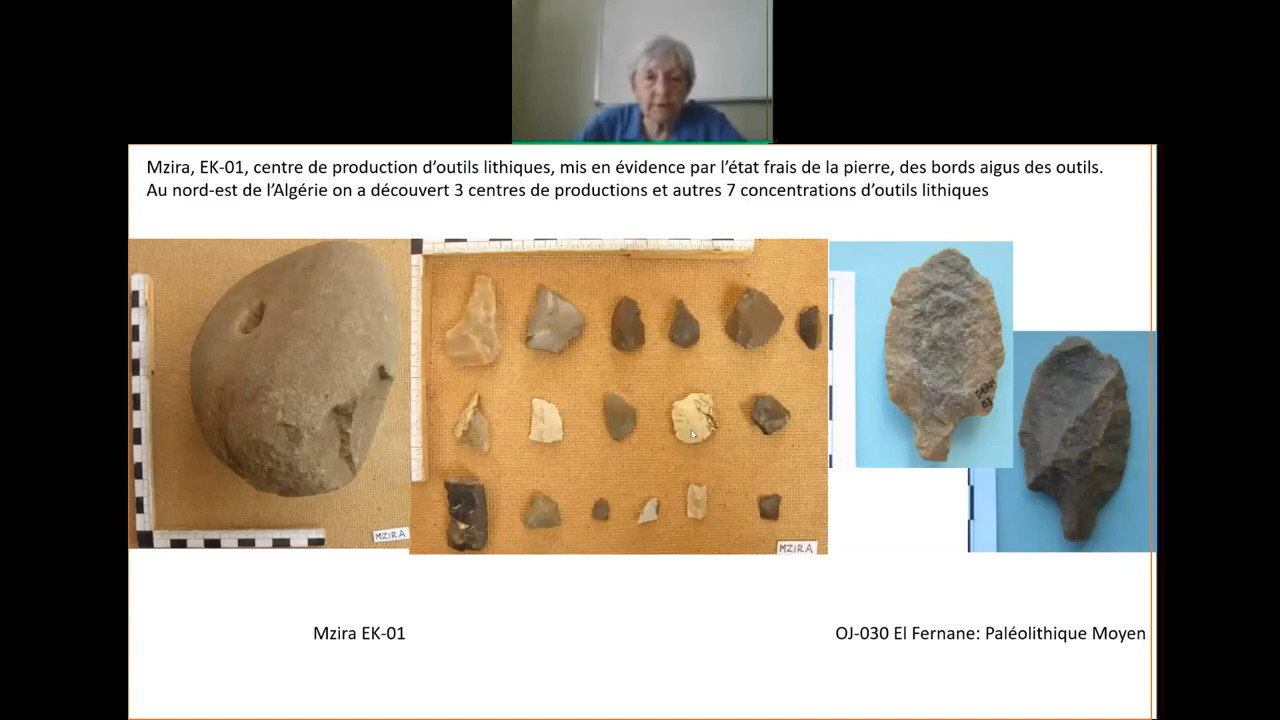 Mzira, EK-01, centre de production d’outils lithiques, mis en évidence par l’état frais de la pierre, des bords aigus des outils.
Au nord-est de l’Algérie on a découvert 3 centres de productions et autres 7 concentrations d’outils lithiques
MZIRA
MZIRA
Mzira EK-01
OJ-030 El Fernane: Paléolithique Moyen